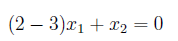 (2 − 3)x₁ + x₂ = 0